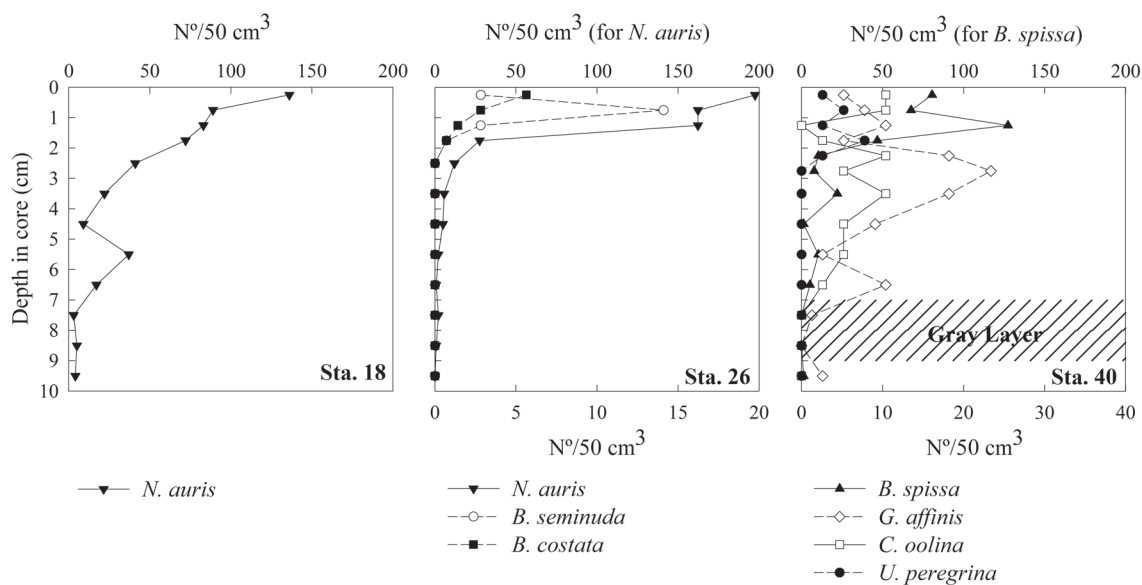 Nº/50 cm³
Nº/50 cm³ (for N. auris)
Nº/50 cm³ (for B. spissa)
0 50 100 150 200
0 50 100 150 200
0 50 100 150 200
Depth in core (cm)
0
1
2
3
4
5
6
7
8
9
10
Gray Layer
Sta. 18
Sta. 26
Sta. 40
0 5 10 15 20
0 10 20 30 40
Nº/50 cm³
Nº/50 cm³
N. auris
N. auris
B. seminuda
B. costata
B. spissa
G. affinis
C. oolina
U. peregrina